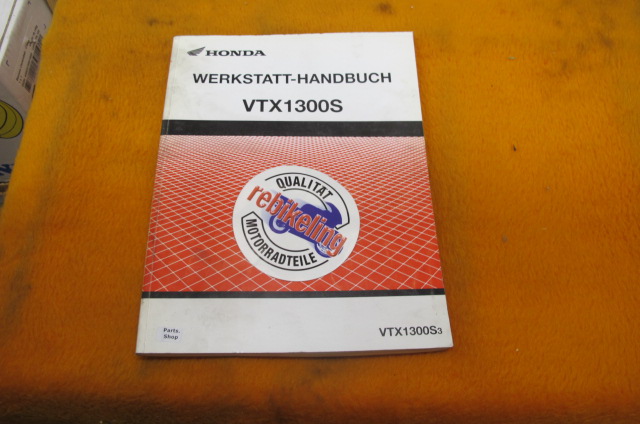 HONDA
WERKSTATT-HANDBUCH
VTX1300S
QUALITÄT
rebikeling
MOTORRADTEILE
Parts.
Shop
VTX1300S3